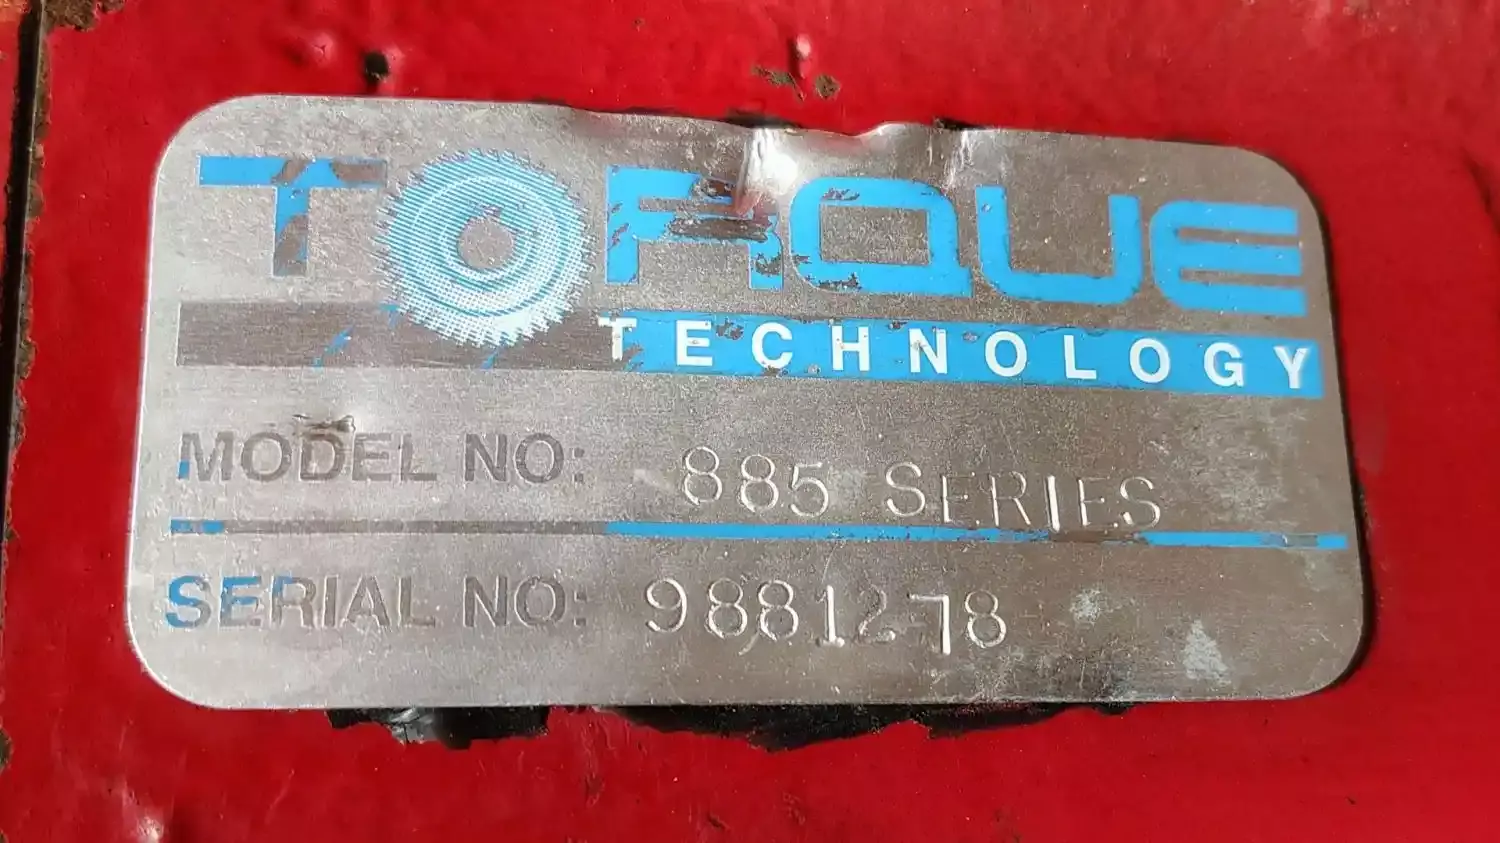 TORQUE
TECHNOLOGY
MODEL NO: 885 SERIES
SERIAL NO: 9881278